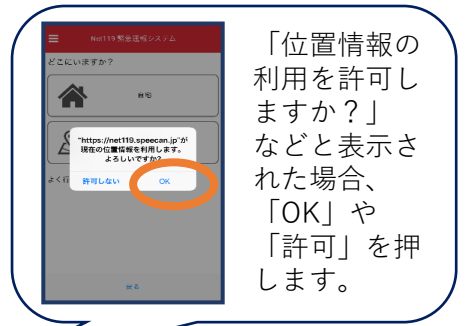 Net119緊急通報システム
どこにいますか？
自宅
"https://net119.speecan.jp"が
現在の位置情報を利用します。
よろしいですか?
許可しない
OK
よく行
戻る
「位置情報の
利用を許可し
ますか？」
などと表示さ
れた場合、
「OK」や
「許可」を押
します。